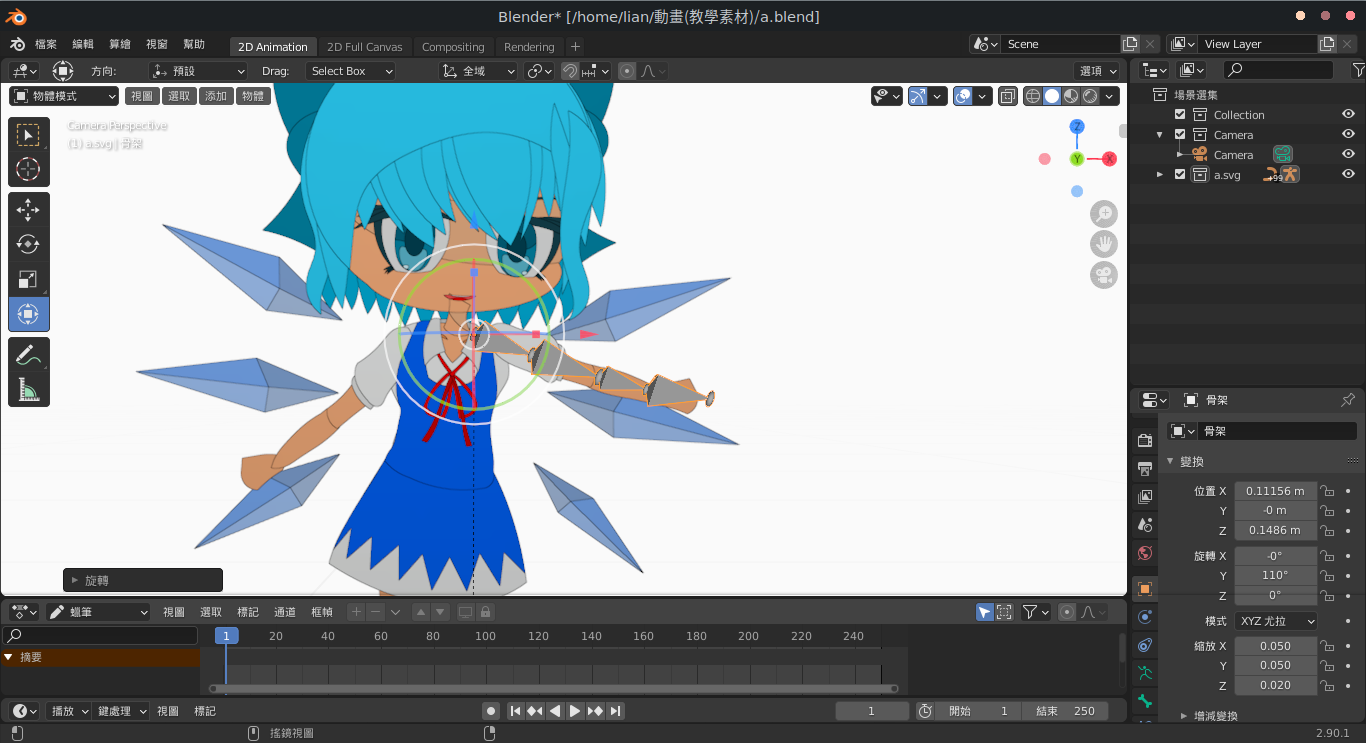 Blender* [/home/lian/動畫(教學素材)/a.blend]
檔案 編輯 算繪 視窗 幫助 2D Animation 2D Full Canvas Compositing Rendering + Scene View Layer
方向: 預設 Drag: Select Box 全域 選項
物體模式 視圖 選取 添加 物體
Camera Perspective
(1) a.svg | 骨架
Z
Y
X
場景選集
Collection
Camera
Camera
a.svg +99
骨架
骨架
變換
位置 X 0.11156 m
Y -0 m
Z 0.1486 m
旋轉 X -0°
Y 110°
Z 0°
模式 XYZ 尤拉
縮放 X 0.050
Y 0.050
Z 0.020
增減變換
旋轉
蠟筆 視圖 選取 標記 通道 框幀
1 20 40 60 80 100 120 140 160 180 200 220 240
摘要
播放 鍵處理 視圖 標記 1 開始 1 結束 250
搖鏡視圖 2.90.1